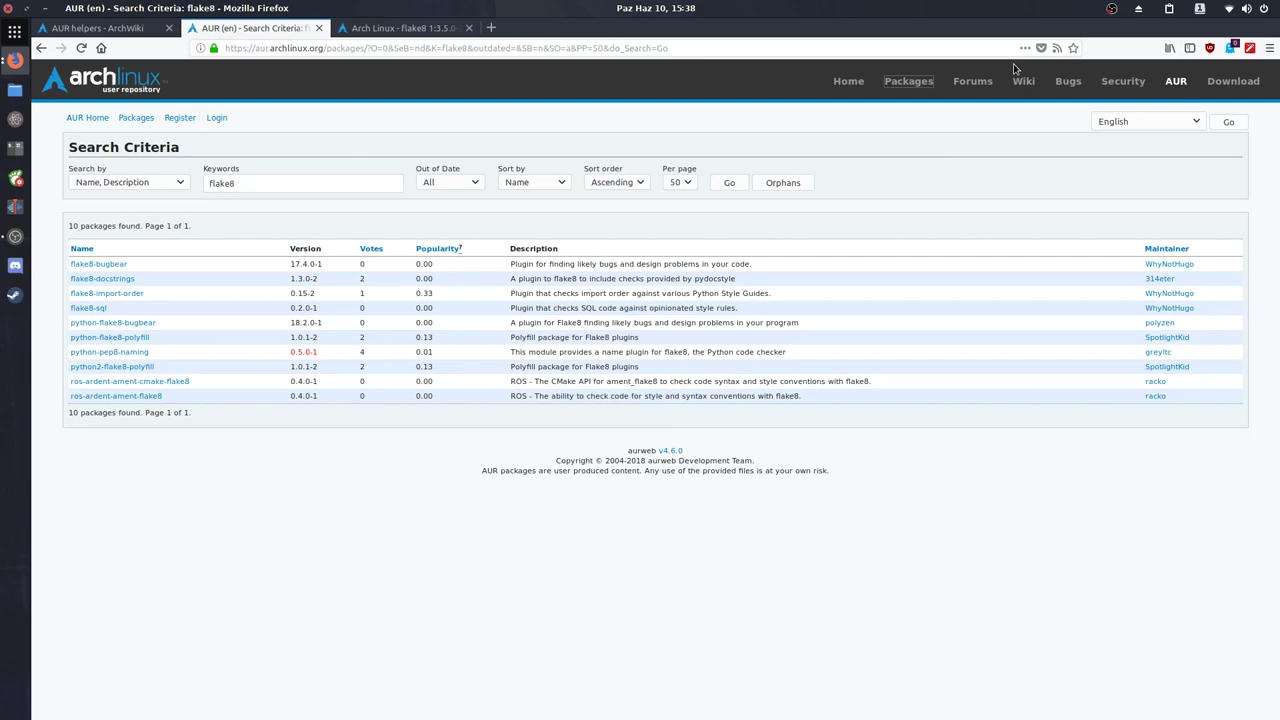 AUR (en) - Search Criteria: flake8 - Mozilla Firefox
Paz Haz 10, 15:38
AUR helpers - ArchWiki
AUR (en) - Search Criteria: f
Arch Linux - flake8 1:3.5.0-
https://aur.archlinux.org/packages/?O=0&SeB=nd&K=flake8&outdated=&SB=n&SO=a&PP=50&do_Search=Go
0
archlinux
user repository
Home Packages Forums Wiki Bugs Security AUR Download
AUR Home Packages Register Login
English Go
Search Criteria
Search by Keywords Out of Date Sort by Sort order Per page
Name, Description flake8 All Name Ascending 50 Go Orphans
10 packages found. Page 1 of 1.
Name Version Votes Popularity? Description Maintainer
flake8-bugbear 17.4.0-1 0 0.00 Plugin for finding likely bugs and design problems in your code. WhyNotHugo
flake8-docstrings 1.3.0-2 2 0.00 A plugin to flake8 to include checks provided by pydocstyle 314eter
flake8-import-order 0.15-2 1 0.33 Plugin that checks import order against various Python Style Guides. WhyNotHugo
flake8-sql 0.2.0-1 0 0.00 Plugin that checks SQL code against opinionated style rules. WhyNotHugo
python-flake8-bugbear 18.2.0-1 0 0.00 A plugin for Flake8 finding likely bugs and design problems in your program polyzen
python-flake8-polyfill 1.0.1-2 2 0.13 Polyfill package for Flake8 plugins SpotlightKid
python-pep8-naming 0.5.0-1 4 0.01 This module provides a name plugin for flake8, the Python code checker greyltc
python2-flake8-polyfill 1.0.1-2 2 0.13 Polyfill package for Flake8 plugins SpotlightKid
ros-ardent-ament-cmake-flake8 0.4.0-1 0 0.00 ROS - The CMake API for ament_flake8 to check code syntax and style conventions with flake8. racko
ros-ardent-ament-flake8 0.4.0-1 0 0.00 ROS - The ability to check code for style and syntax conventions with flake8. racko
10 packages found. Page 1 of 1.
aurweb v4.6.0
Copyright © 2004-2018 aurweb Development Team.
AUR packages are user produced content. Any use of the provided files is at your own risk.